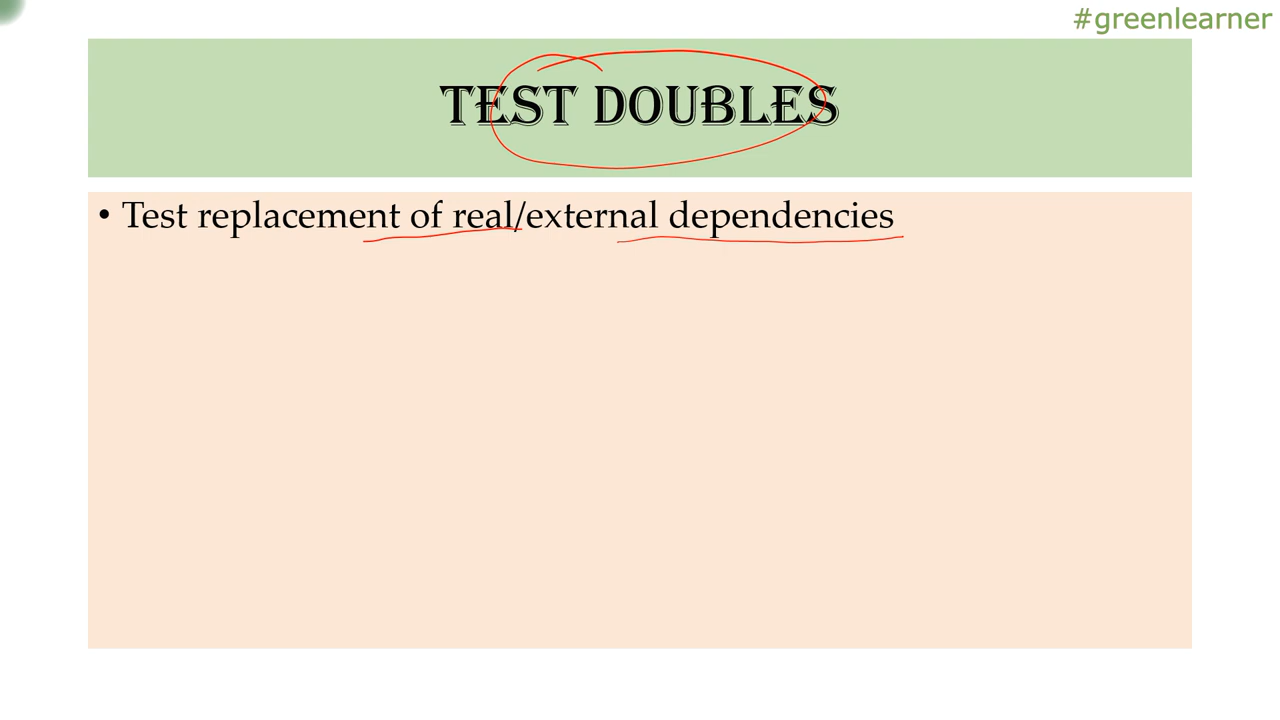 #greenlearner
TEST DOUBLES
• Test replacement of real/external dependencies